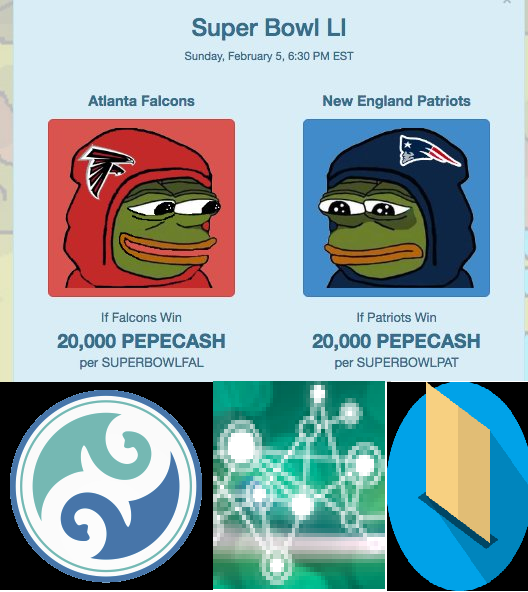 Super Bowl LI
Sunday, February 5, 6:30 PM EST
Atlanta Falcons
New England Patriots
If Falcons Win
20,000 PEPECASH
per SUPERBOWLFAL
If Patriots Win
20,000 PEPECASH
per SUPERBOWLPAT